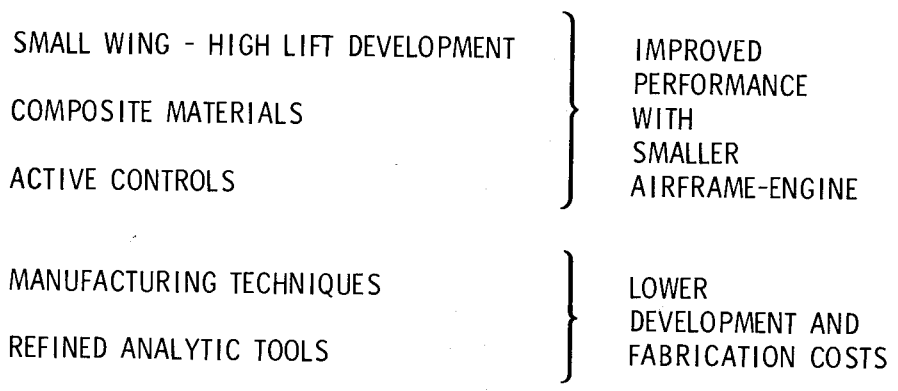 SMALL WING - HIGH LIFT DEVELOPMENT
COMPOSITE MATERIALS
ACTIVE CONTROLS
IMPROVED
PERFORMANCE
WITH
SMALLER
AIRFRAME-ENGINE
MANUFACTURING TECHNIQUES
REFINED ANALYTIC TOOLS
LOWER
DEVELOPMENT AND
FABRICATION COSTS